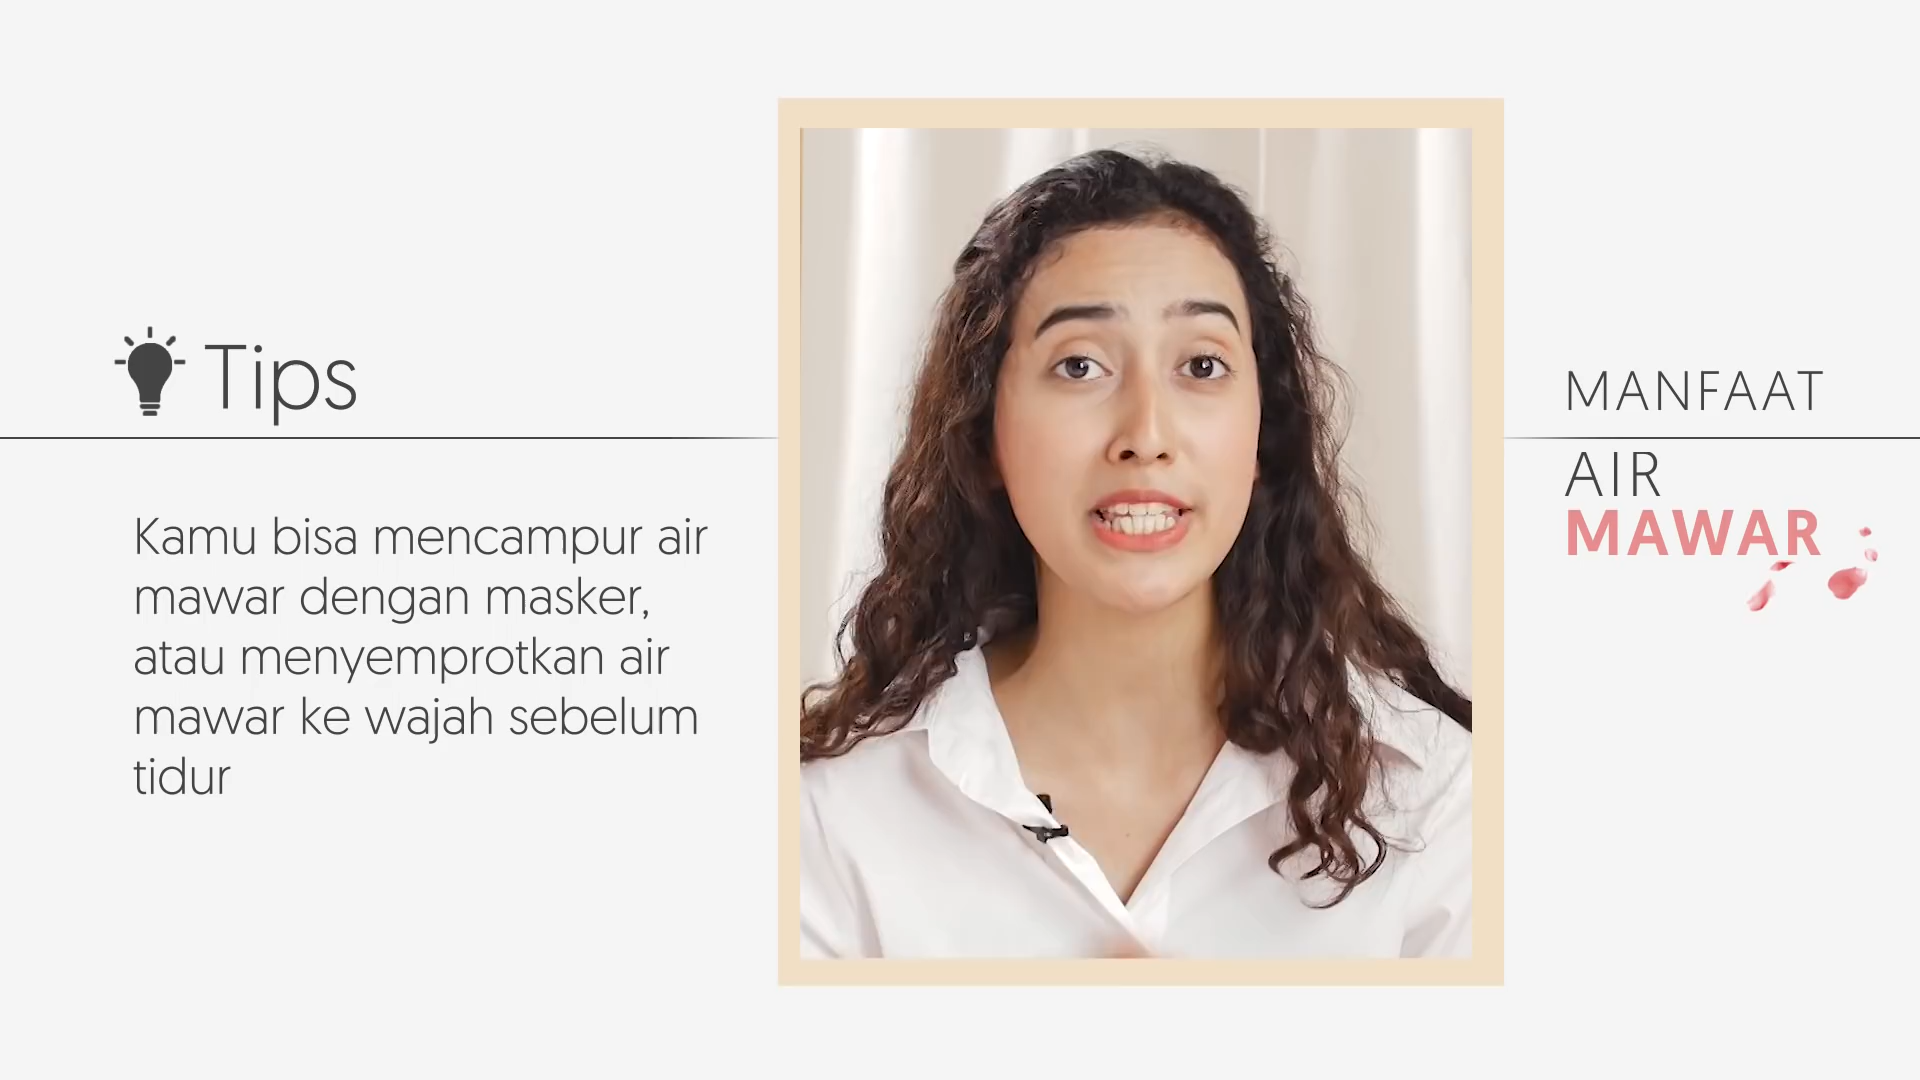 Tips
Kamu bisa mencampur air
mawar dengan masker,
atau menyemprotkan air
mawar ke wajah sebelum
tidur
MANFAAT
AIR
MAWAR